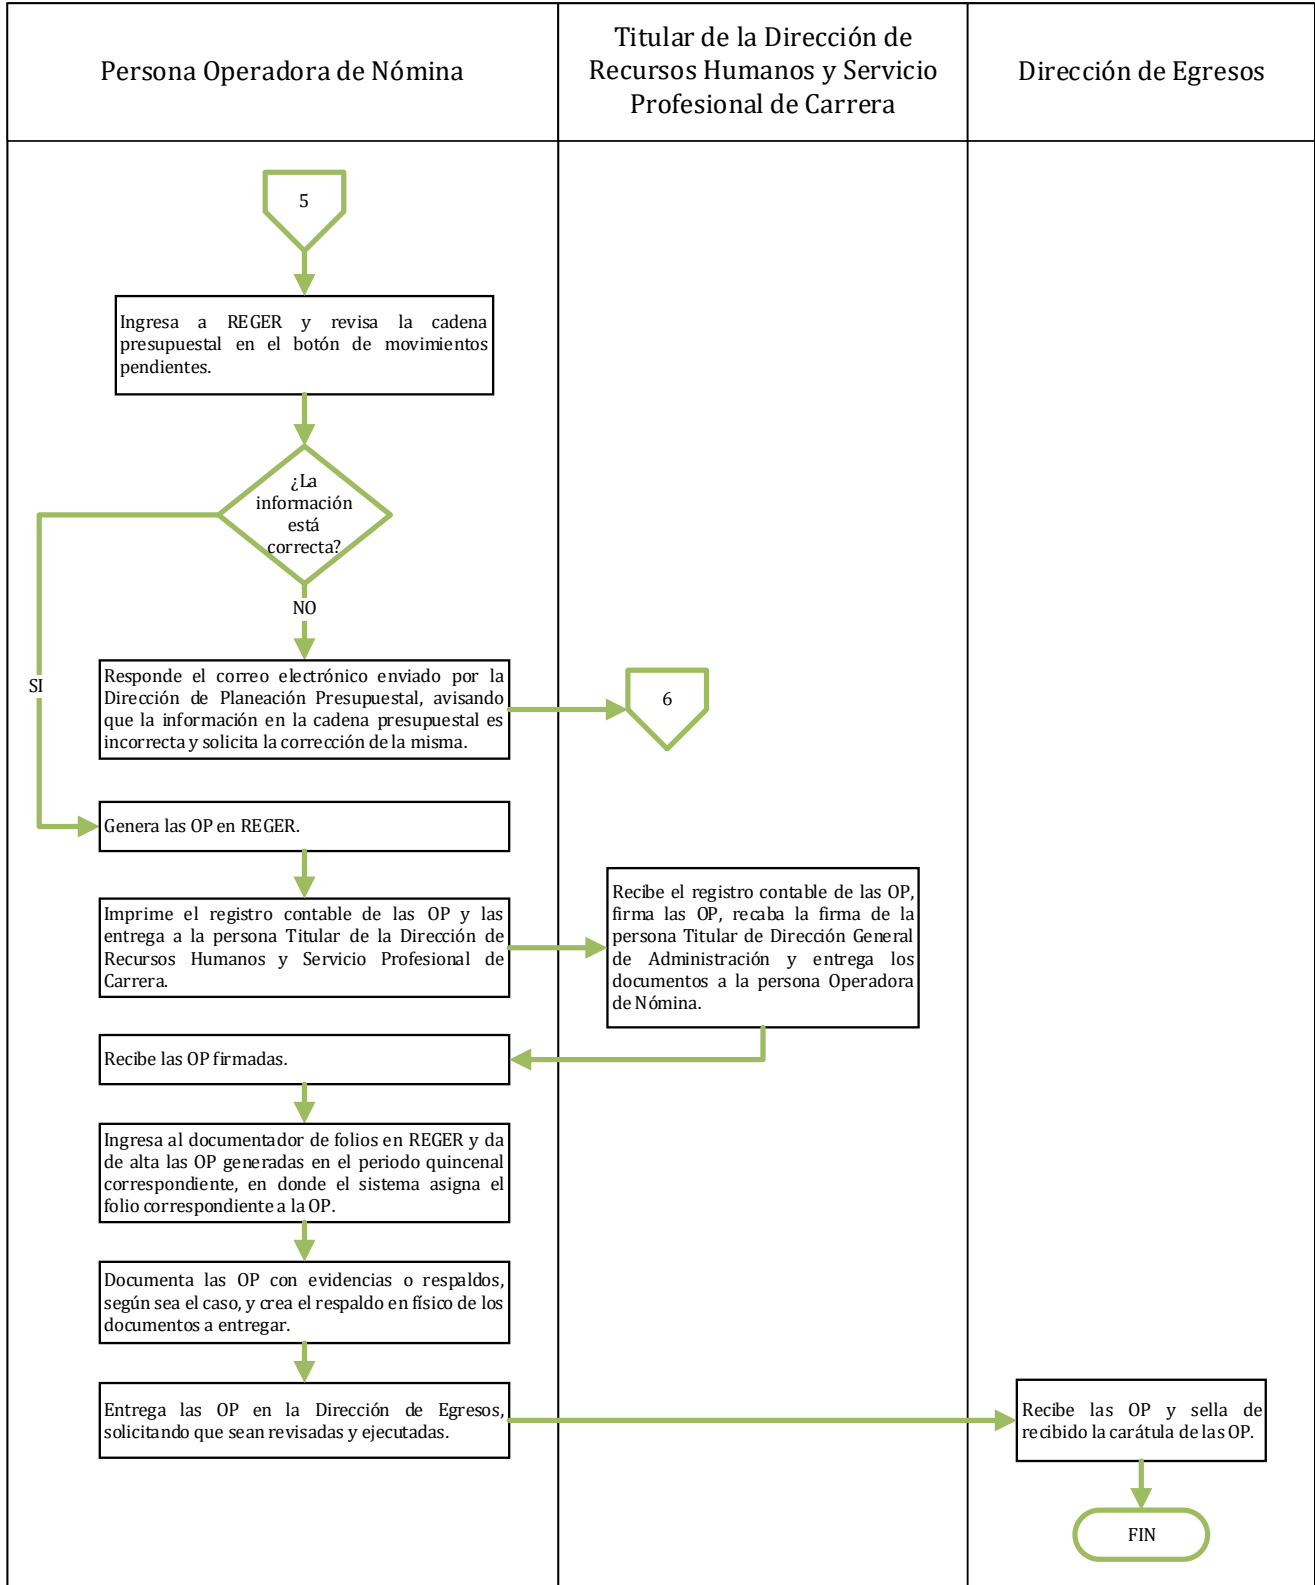 Persona Operadora de Nómina
Titular de la Dirección de
Recursos Humanos y Servicio
Profesional de Carrera
Dirección de Egresos
5
Ingresa a REGER y revisa la cadena
presupuestal en el botón de movimientos
pendientes.
¿La
información
está
correcta?
NO
SI
Responde el correo electrónico enviado por la
Dirección de Planeación Presupuestal, avisando
que la información en la cadena presupuestal es
incorrecta y solicita la corrección de la misma.
6
Genera las OP en REGER.
Imprime el registro contable de las OP y las
entrega a la persona Titular de la Dirección de
Recursos Humanos y Servicio Profesional de
Carrera.
Recibe el registro contable de las OP,
firma las OP, recaba la firma de la
persona Titular de Dirección General
de Administración y entrega los
documentos a la persona Operadora
de Nómina.
Recibe las OP firmadas.
Ingresa al documentador de folios en REGER y da
de alta las OP generadas en el periodo quincenal
correspondiente, en donde el sistema asigna el
folio correspondiente a la OP.
Documenta las OP con evidencias o respaldos,
según sea el caso, y crea el respaldo en físico de los
documentos a entregar.
Entrega las OP en la Dirección de Egresos,
solicitando que sean revisadas y ejecutadas.
Recibe las OP y sella de
recibido la carátula de las OP.
FIN